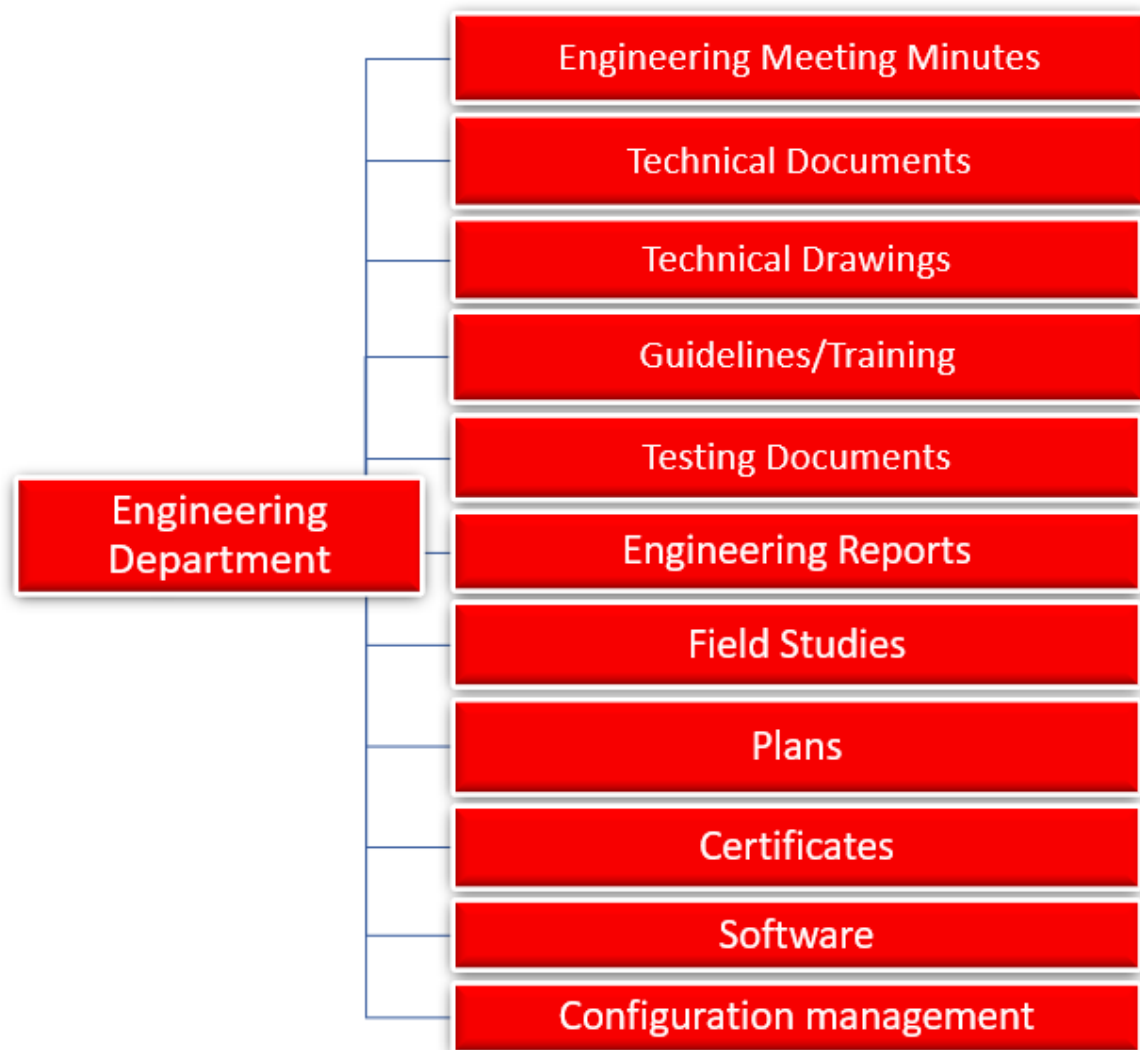 Engineering Meeting Minutes
Technical Documents
Technical Drawings
Guidelines/Training
Testing Documents
Engineering
Department
Engineering Reports
Field Studies
Plans
Certificates
Software
Configuration management